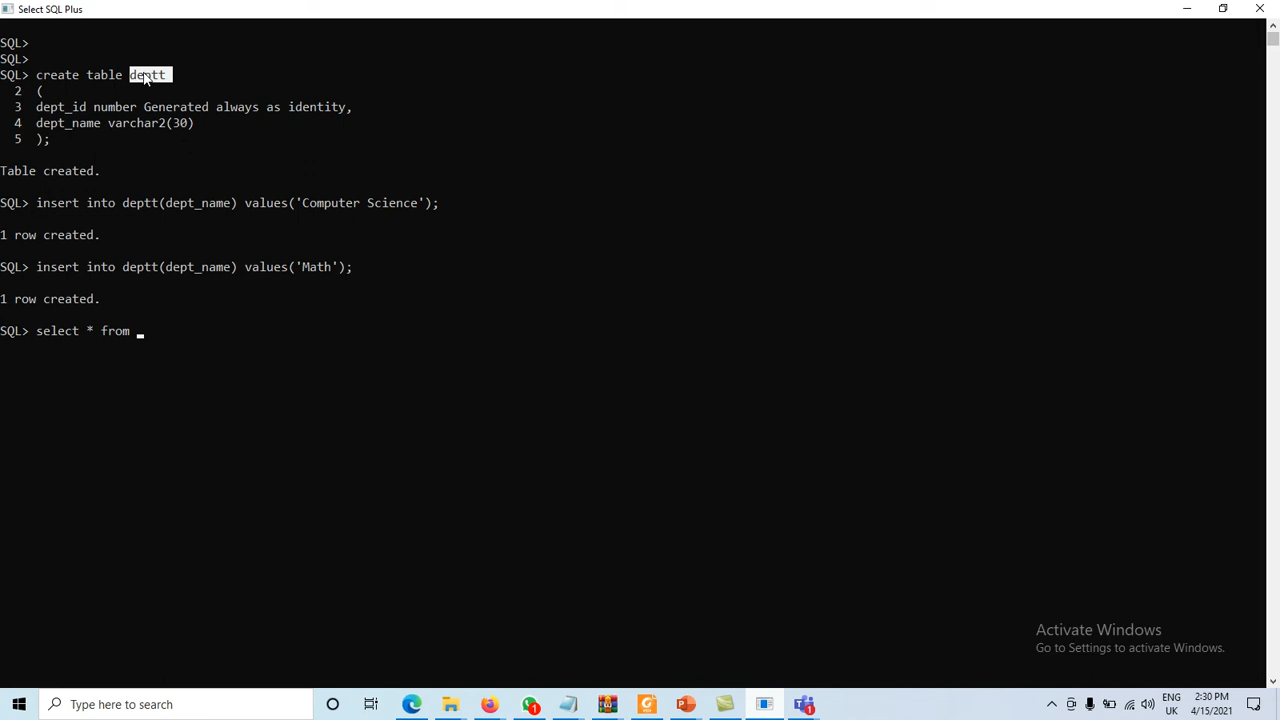 Select SQL Plus
SQL>
SQL>
SQL> create table deptt
2 (
3 dept_id number Generated always as identity,
4 dept_name varchar2(30)
5 );
Table created.
SQL> insert into deptt(dept_name) values('Computer Science');
1 row created.
SQL> insert into deptt(dept_name) values('Math');
1 row created.
SQL> select * from _
Activate Windows
Go to Settings to activate Windows.
Type here to search
1
1
ENG
UK
2:30 PM
4/15/2021